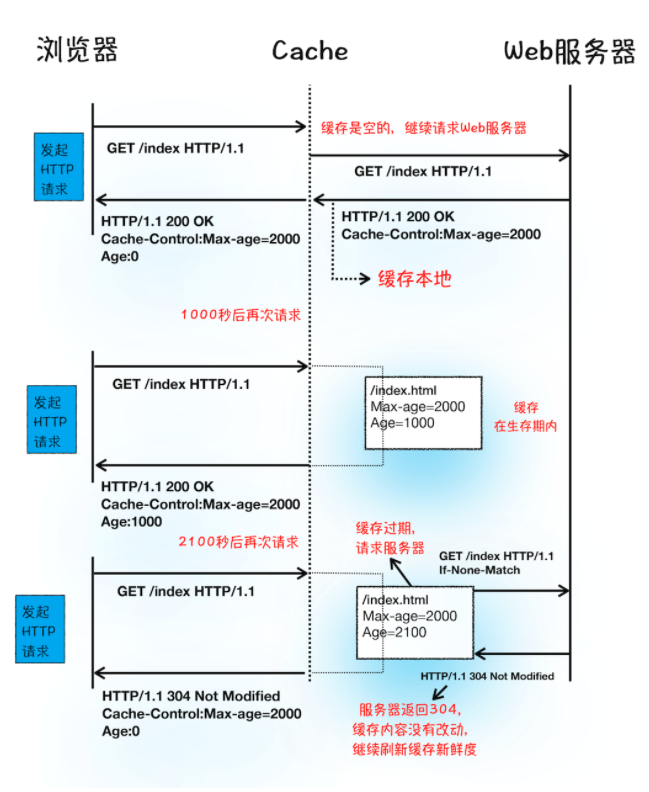 浏览器
Cache
Web服务器
发起
HTTP
请求
GET /index HTTP/1.1
缓存是空的，继续请求Web服务器
GET /index HTTP/1.1
HTTP/1.1 200 OK
Cache-Control:Max-age=2000
Age:0
HTTP/1.1 200 OK
Cache-Control:Max-age=2000
缓存本地
1000秒后再次请求
发起
HTTP
请求
GET /index HTTP/1.1
/index.html
Max-age=2000
Age=1000
缓存
在生存期内
HTTP/1.1 200 OK
Cache-Control:Max-age=2000
Age:1000
2100秒后再次请求
缓存过期，
请求服务器
GET /index HTTP/1.1
If-None-Match
发起
HTTP
请求
GET /index HTTP/1.1
/index.html
Max-age=2000
Age=2100
HTTP/1.1 304 Not Modified
HTTP/1.1 304 Not Modified
Cache-Control:Max-age=2000
Age:0
服务器返回304，
缓存内容没有改动，
继续刷新缓存新鲜度